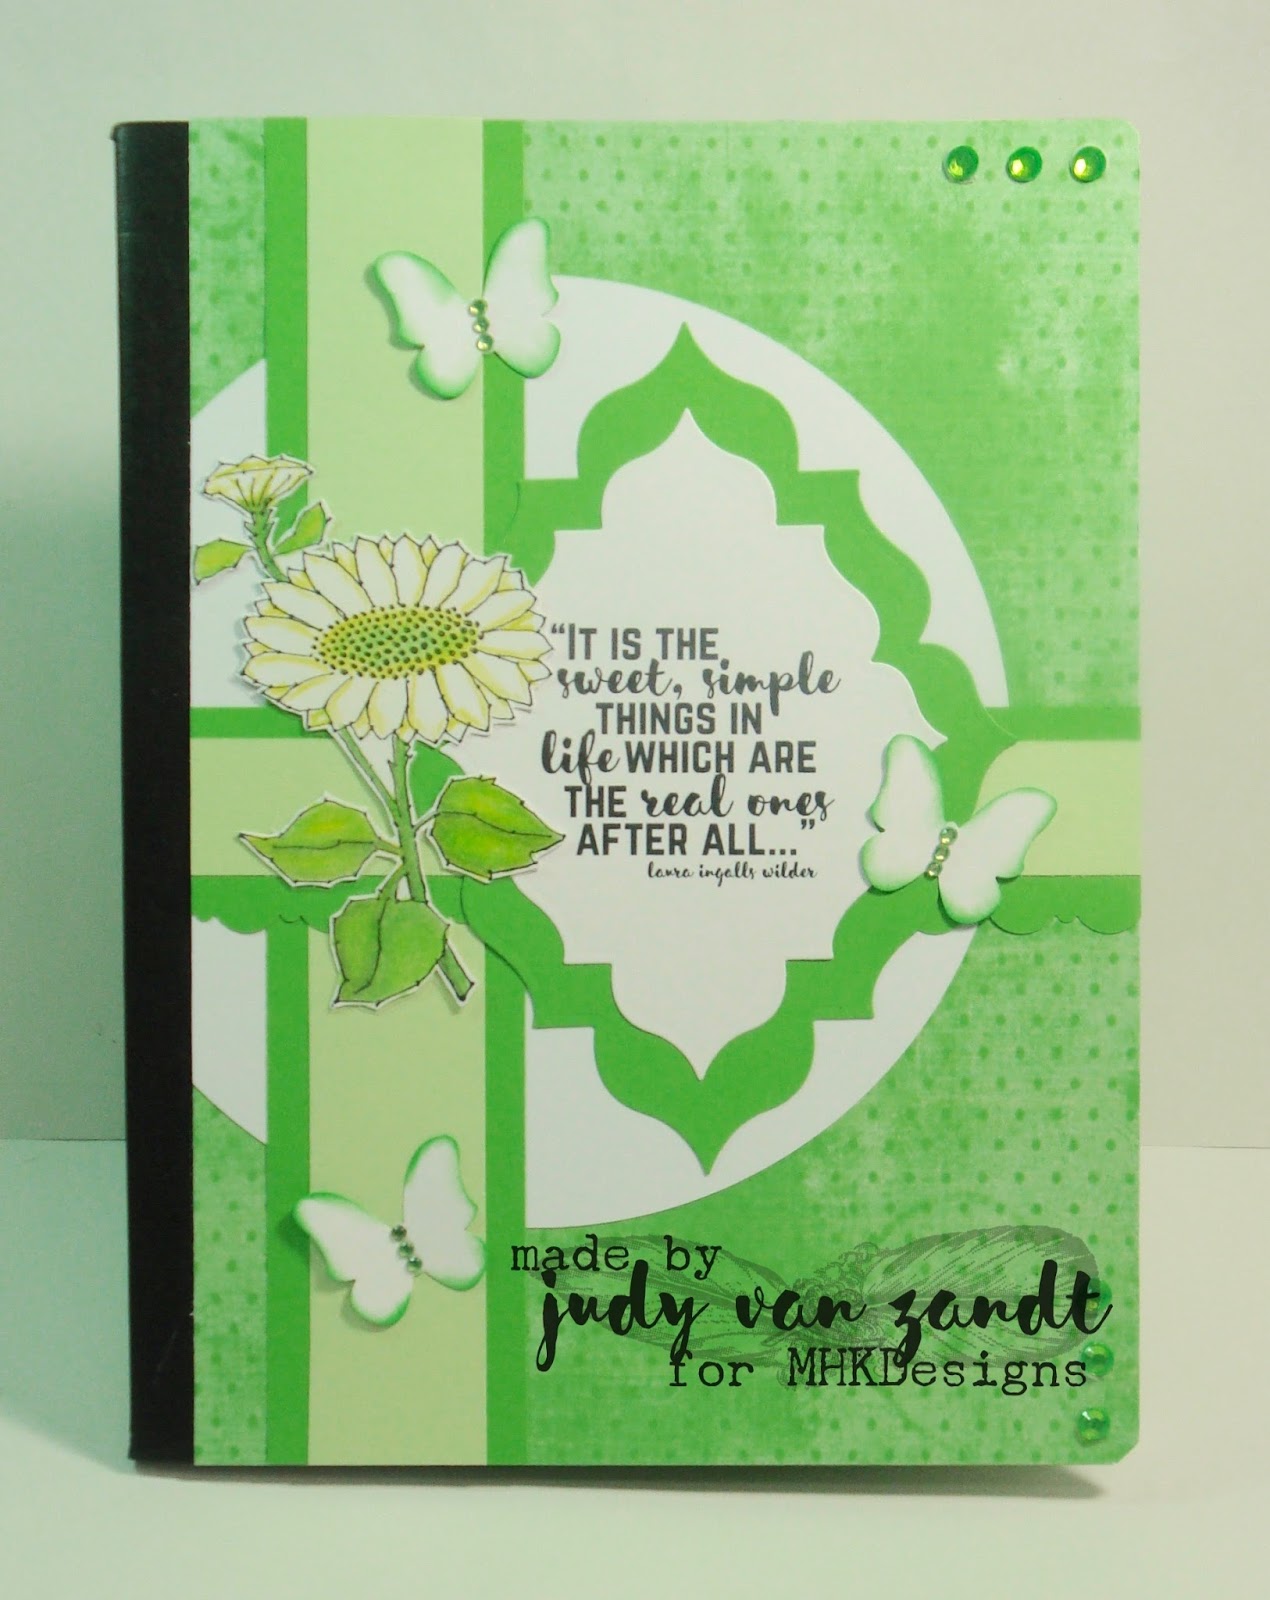 “It is the
sweet, simple
things in
life which are
the real ones
after all...”
laura ingalls wilder
made by
judy van zandt
for MHKDesigns